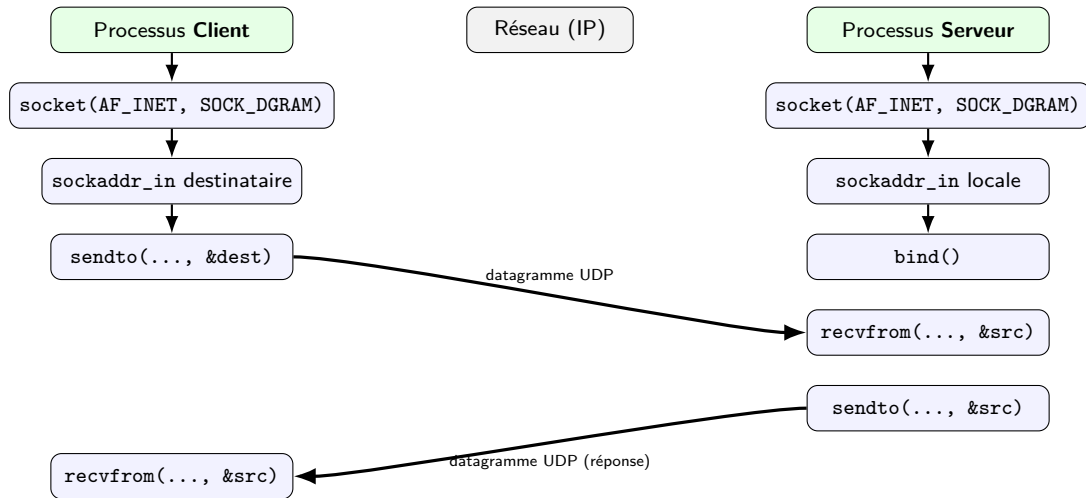 Processus Client
Réseau (IP)
Processus Serveur
socket(AF_INET, SOCK_DGRAM)
socket(AF_INET, SOCK_DGRAM)
sockaddr_in destinataire
sockaddr_in locale
sendto(..., &dest)
datagramme UDP
bind()
recvfrom(..., &src)
sendto(..., &src)
datagramme UDP (réponse)
recvfrom(..., &src)